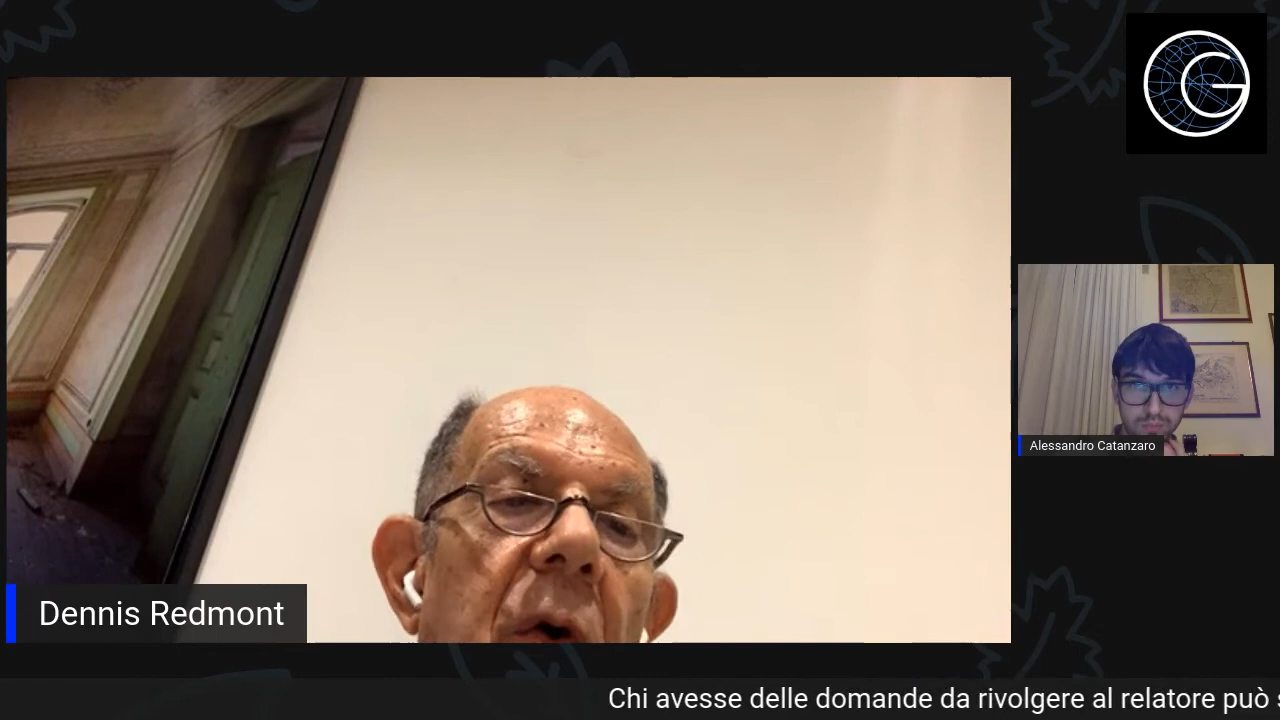 Alessandro Catanzaro
Dennis Redmont
Chi avesse delle domande da rivolgere al relatore può